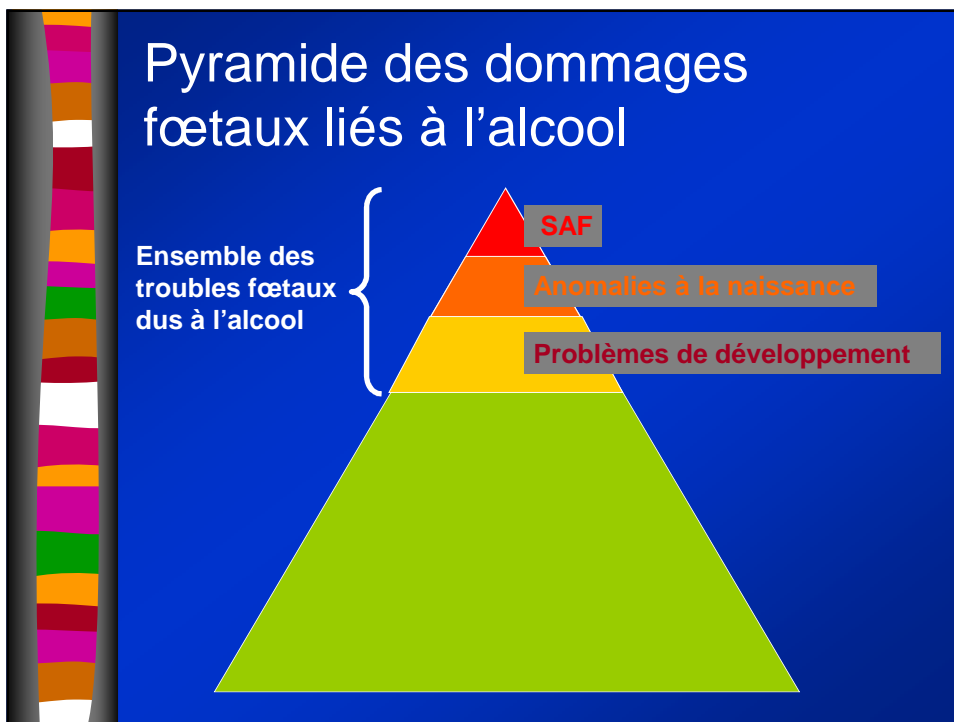 Pyramide des dommages
fœtaux liés à l’alcool
SAF
Ensemble des
troubles fœtaux
dus à l’alcool
Anomalies à la naissance
Problèmes de développement